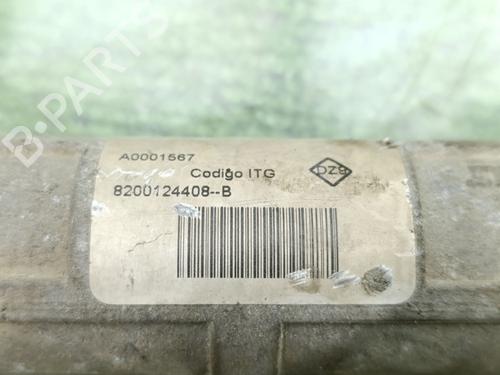 B-PARTS
A0001567
Codigo ITG
DZ9
8200124408--B